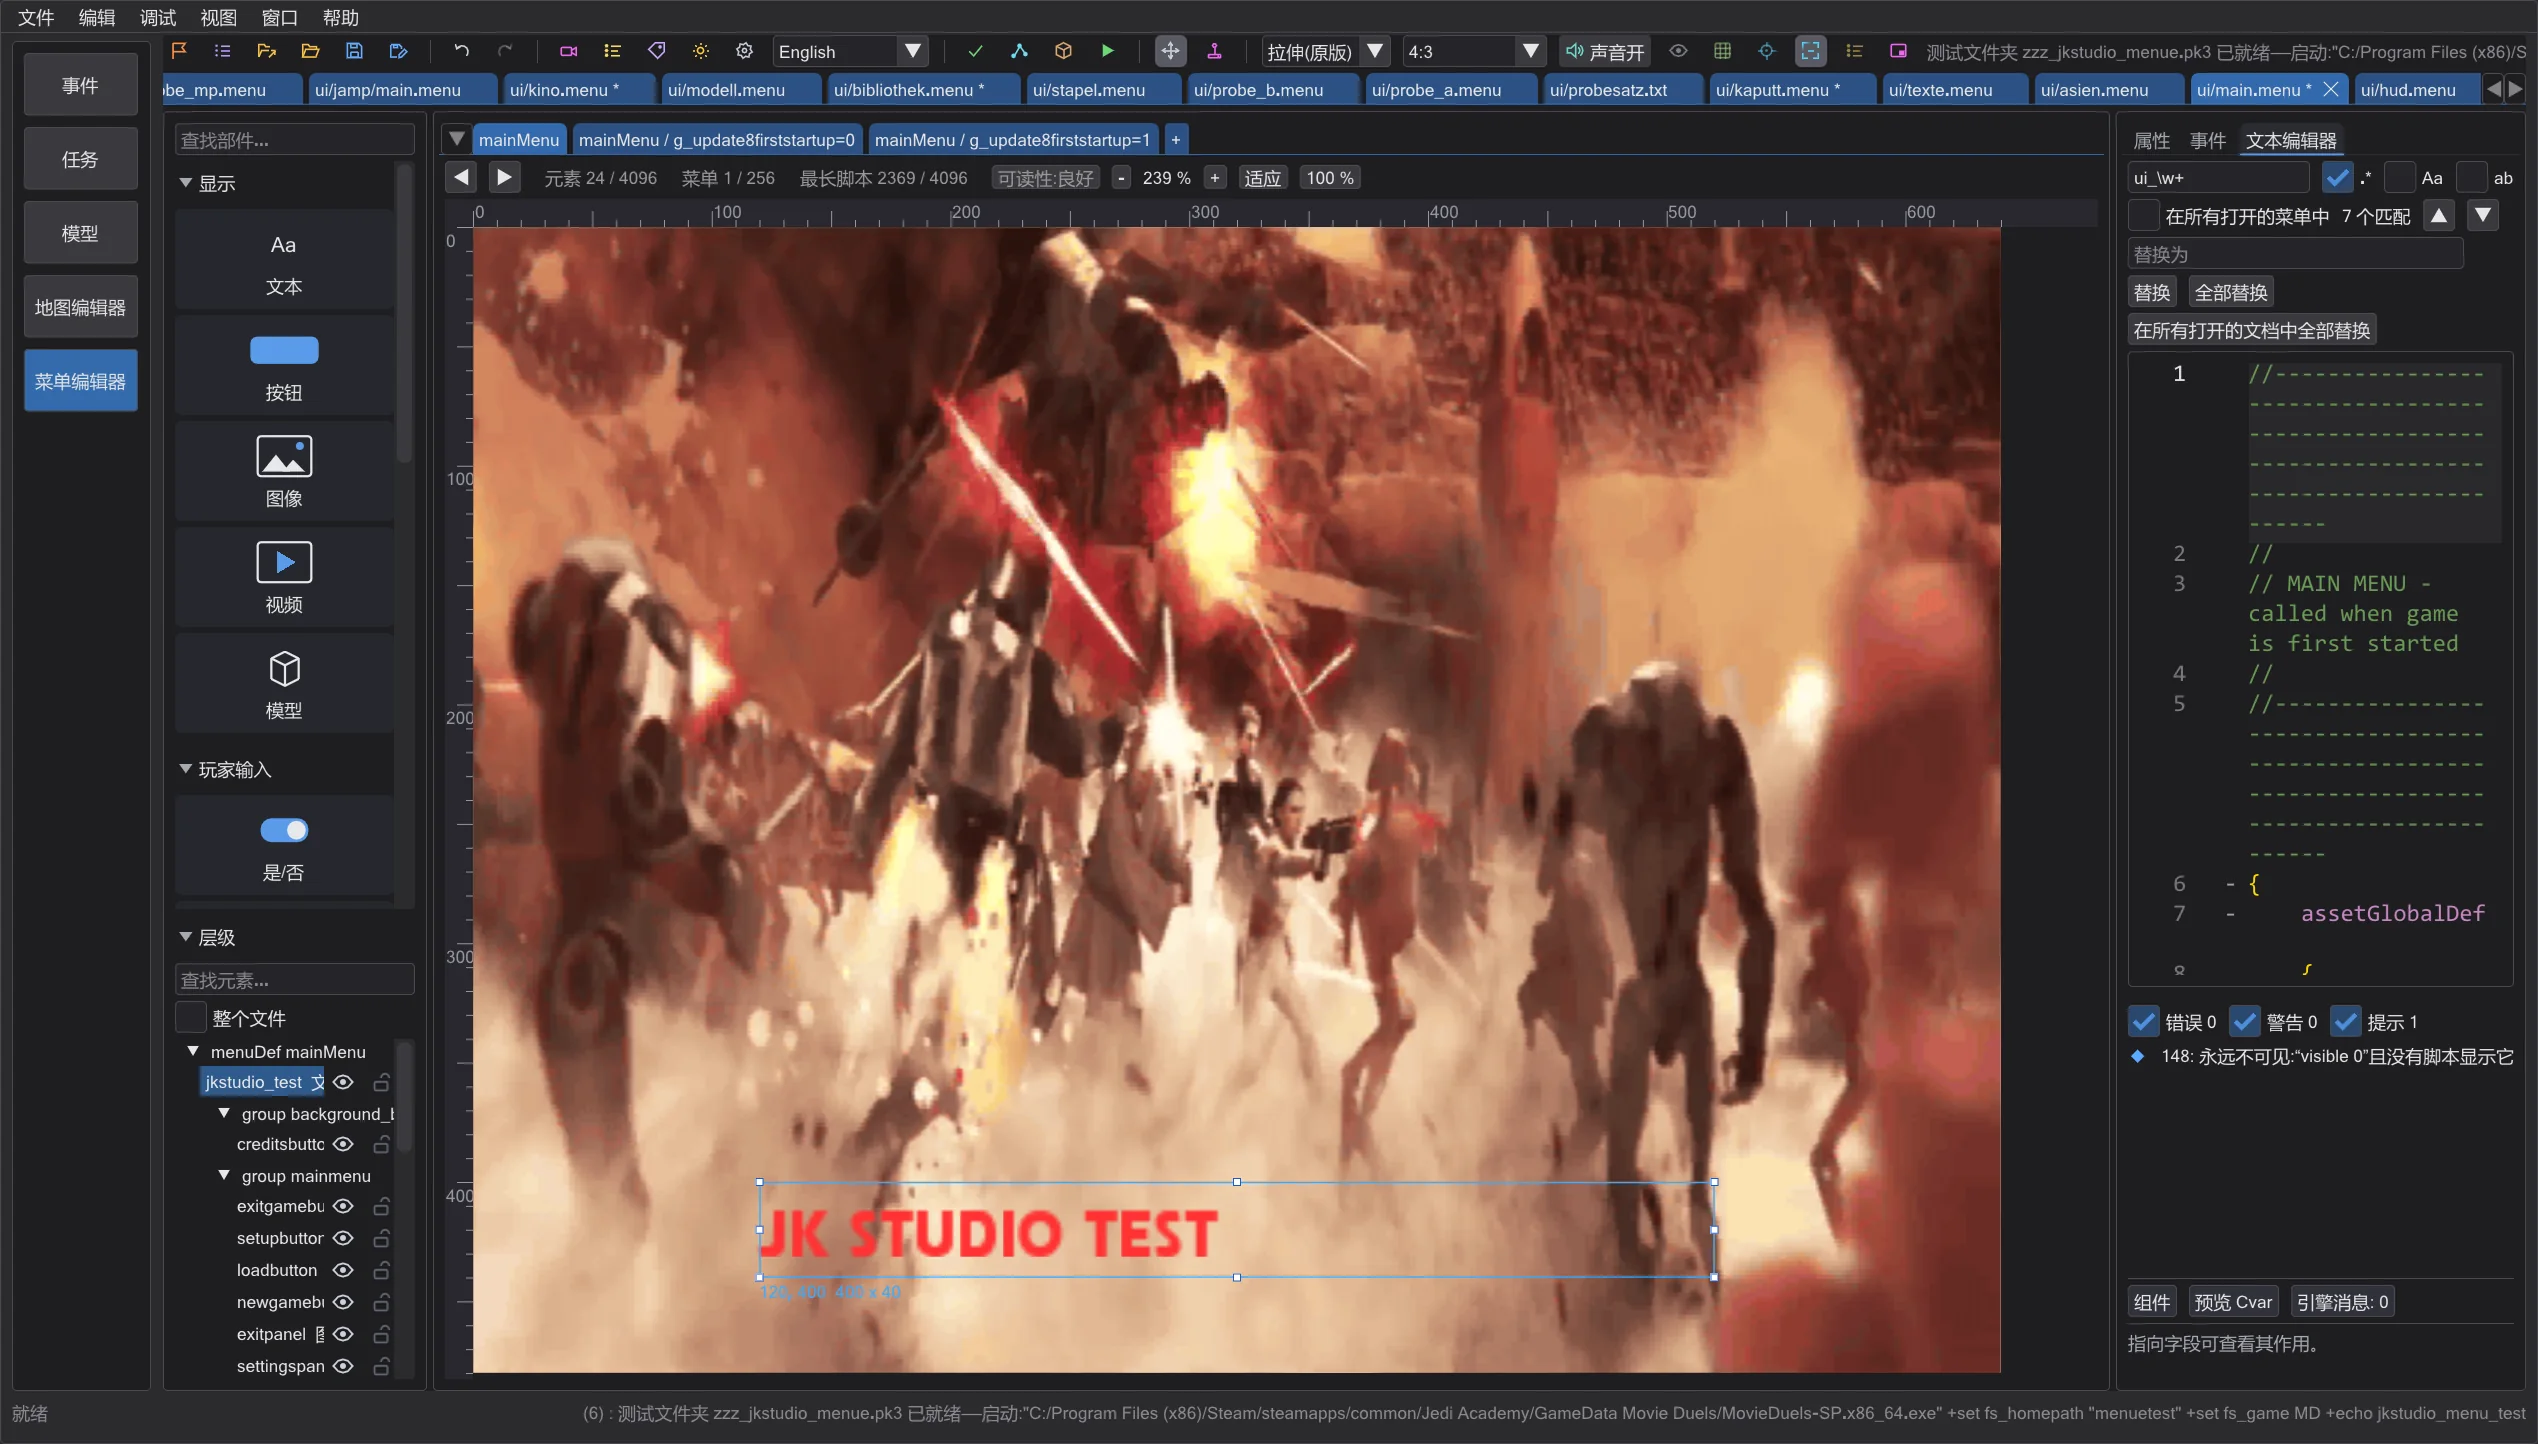 文件 编辑 调试 视图 窗口 帮助
English
拉伸(原版)
4:3
声音开
测试文件夹 zzz_jkstudio_menue.pk3 已就绪—启动:"C:/Program Files (x86)/S
事件
任务
模型
地图编辑器
菜单编辑器
be_mp.menu
ui/jamp/main.menu
ui/kino.menu *
ui/modell.menu
ui/bibliothek.menu *
ui/stapel.menu
ui/probe_b.menu
ui/probe_a.menu
ui/probesatz.txt
ui/kaputt.menu *
ui/texte.menu
ui/asien.menu
ui/main.menu *
ui/hud.menu
查找部件...
显示
Aa
文本
按钮
图像
视频
模型
玩家输入
是/否
层级
查找元素...
整个文件
menuDef mainMenu
jkstudio_test
group background_b
creditsbutto
group mainmenu
exitgamebu
setupbutton
loadbutton
newgamebu
exitpanel
settingspan
mainMenu
mainMenu / g_update8firststartup=0
mainMenu / g_update8firststartup=1
+
元素 24 / 4096 菜单 1 / 256 最长脚本 2369 / 4096 可读性:良好 - 239 % + 适应 100 %
0 100 200 300 400 500 600
0
100
200
300
400
JK STUDIO TEST
120, 400 400 x 40
属性 事件 文本编辑器
ui_\w+ .* Aa ab
在所有打开的菜单中 7 个匹配
替换为
替换 全部替换
在所有打开的文档中全部替换
1 //----------------
------------------
------------------
------------------
------------------
------
2 //
3 // MAIN MENU -
called when game
is first started
4 //
5 //----------------
------------------
------------------
------------------
------------------
------
6 - {
7 - assetGlobalDef
8 {
错误 0 警告 0 提示 1
148: 永远不可见:“visible 0”且没有脚本显示它
组件 预览 Cvar 引擎消息: 0
指向字段可查看其作用。
就绪
(6) : 测试文件夹 zzz_jkstudio_menue.pk3 已就绪—启动:"C:/Program Files (x86)/Steam/steamapps/common/Jedi Academy/GameData Movie Duels/MovieDuels-SP.x86_64.exe" +set fs_homepath "menuetest" +set fs_game MD +echo jkstudio_menu_test